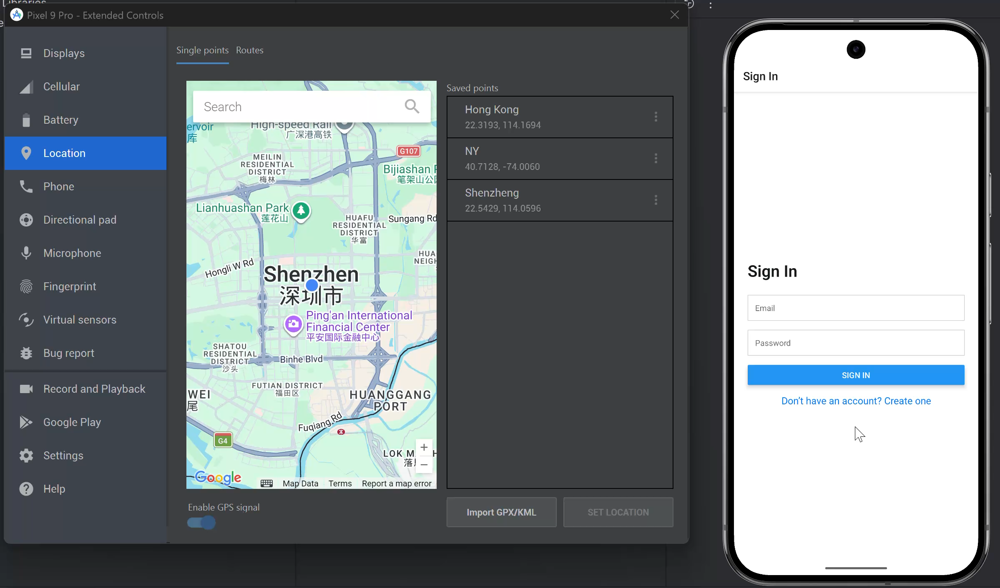 Libraries
Pixel 9 Pro - Extended Controls
Displays
Cellular
Battery
Location
Phone
Directional pad
Microphone
Fingerprint
Virtual sensors
Bug report
Record and Playback
Google Play
Settings
Help
Single points
Routes
Search
ervoir
库
High-speed Rail
广深港高铁
G107
MEILIN
RESIDENTIAL
DISTRICT
梅林
Bijiashan P
笔架山公园
Lianhuashan Park
莲花山
HUAFU
RESIDENTIAL
DISTRICT
华富
Sungang Rd
HUA
NEIGH
Hongli W Rd
Shenzhen
深圳市
Ping'an International
Financial Center
平安国际金融中心
SHATOU
RESIDENTIAL
DISTRICT
沙头
Binhe Blvd
FUTIAN DISTRICT
福田区
WEI
尾
HUANGGANG
PORT
Fuqiang Rd
G4
LOK M
H
落
Google
Map Data
Terms
Report a map error
Enable GPS signal
Saved points
Hong Kong
22.3193, 114.1694
NY
40.7128, -74.0060
Shenzheng
22.5429, 114.0596
Import GPX/KML
SET LOCATION
Sign In
Sign In
Email
Password
SIGN IN
Don't have an account? Create one